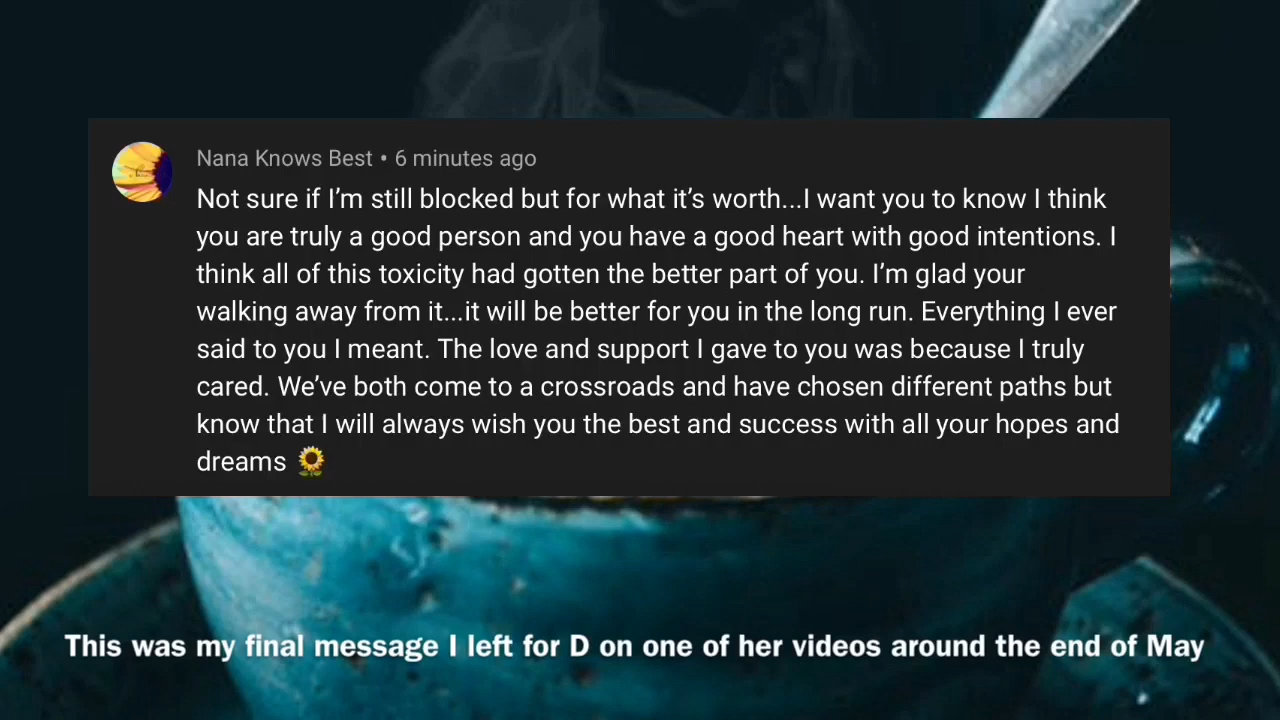 Nana Knows Best • 6 minutes ago
Not sure if I’m still blocked but for what it’s worth...I want you to know I think
you are truly a good person and you have a good heart with good intentions. I
think all of this toxicity had gotten the better part of you. I’m glad your
walking away from it...it will be better for you in the long run. Everything I ever
said to you I meant. The love and support I gave to you was because I truly
cared. We’ve both come to a crossroads and have chosen different paths but
know that I will always wish you the best and success with all your hopes and
dreams 🌻
This was my final message I left for D on one of her videos around the end of May